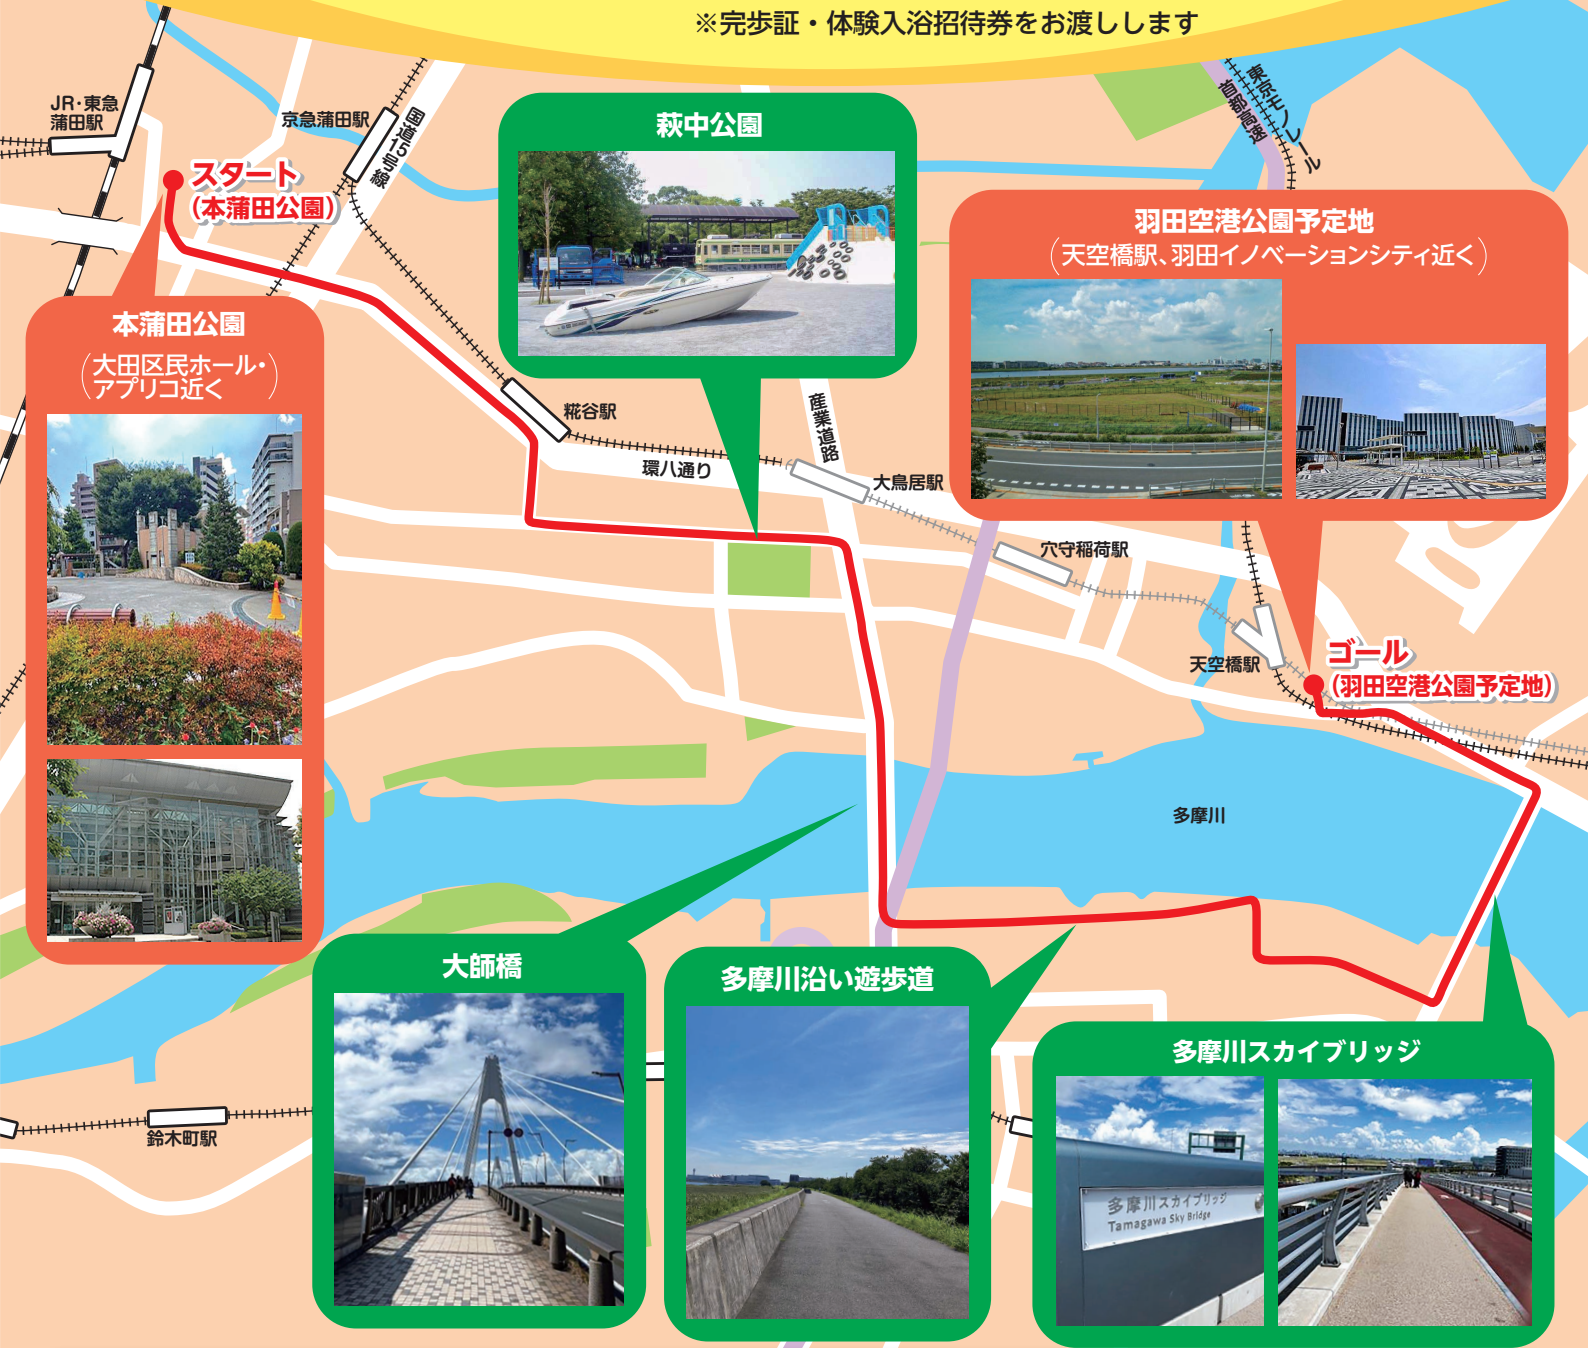 ※完歩証・体験入浴招待券をお渡しします
JR・東急
蒲田駅
京急蒲田駅
国道15号線
萩中公園
首都高速
東京モノレール
スタート
(本蒲田公園)
羽田空港公園予定地
(天空橋駅、羽田イノベーションシティ近く)
本蒲田公園
(大田区民ホール・
アプリコ近く)
糀谷駅
環八通り
産業道路
大鳥居駅
穴守稲荷駅
天空橋駅
ゴール
(羽田空港公園予定地)
多摩川
大師橋
多摩川沿い遊歩道
多摩川スカイブリッジ
多摩川スカイブリッジ
Tamagawa Sky Bridge
鈴木町駅